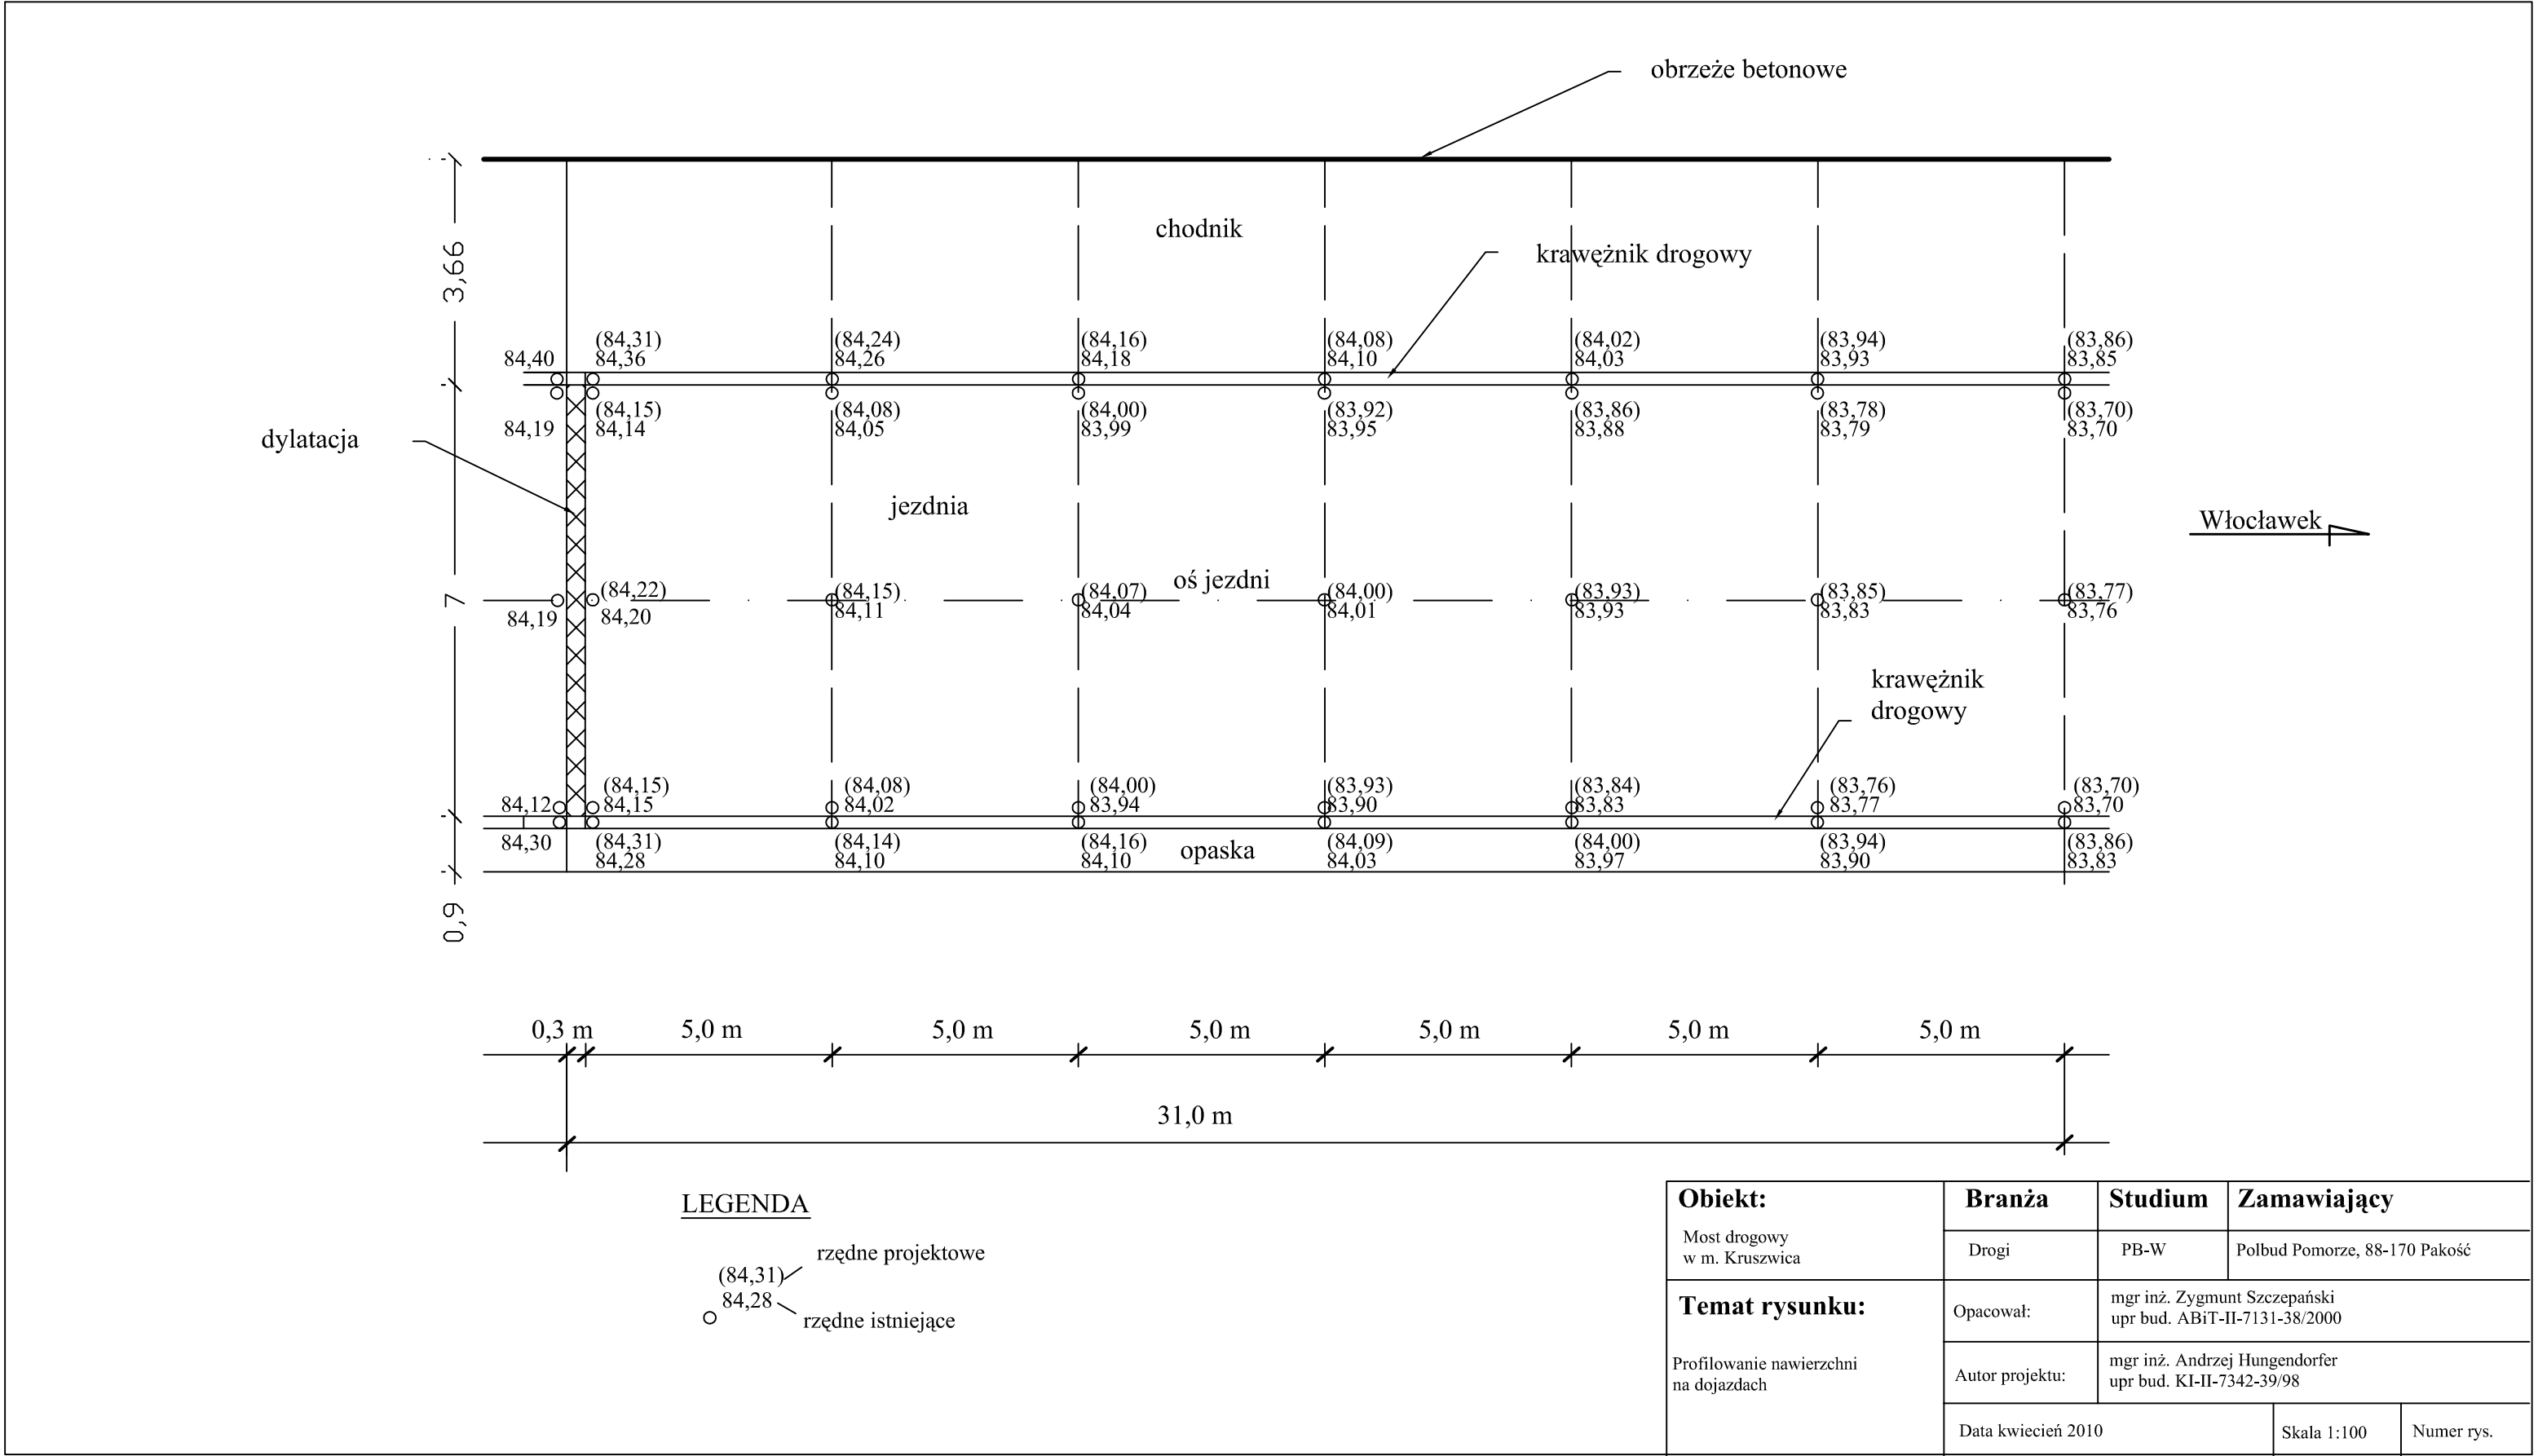 obrzeże betonowe
chodnik
krawężnik drogowy
3,66
(84,31) (84,24) (84,16) (84,08) (84,02) (83,94) (83,86)
84,40 84,36 84,26 84,18 84,10 84,03 83,93 83,85
(84,15) (84,08) (84,00) (83,92) (83,86) (83,78) (83,70)
84,19 84,14 84,05 83,99 83,95 83,88 83,79 83,70
dylatacja
jezdnia
Włocławek
oś jezdni
7
(84,22) (84,15) (84,07) (84,00) (83,93) (83,85) (83,77)
84,19 84,20 84,11 84,04 84,01 83,93 83,83 83,76
krawężnik
drogowy
(84,15) (84,08) (84,00) (83,93) (83,84) (83,76) (83,70)
84,12 84,15 84,02 83,94 83,90 83,83 83,77 83,70
(84,31) (84,14) (84,16) (84,09) (84,00) (83,94) (83,86)
84,30 84,28 84,10 84,10 84,03 83,97 83,90 83,83
opaska
0,9
0,3 m 5,0 m 5,0 m 5,0 m 5,0 m 5,0 m 5,0 m
31,0 m
LEGENDA
rzędne projektowe
(84,31)
84,28
rzędne istniejące
Obiekt: Branża Studium Zamawiający
Most drogowy
w m. Kruszwica
Drogi PB-W Polbud Pomorze, 88-170 Pakość
Temat rysunku:
Profilowanie nawierzchni
na dojazdach
Opacował:
mgr inż. Zygmunt Szczepański
upr bud. ABiT-II-7131-38/2000
Autor projektu:
mgr inż. Andrzej Hungendorfer
upr bud. KI-II-7342-39/98
Data kwiecień 2010 Skala 1:100 Numer rys.